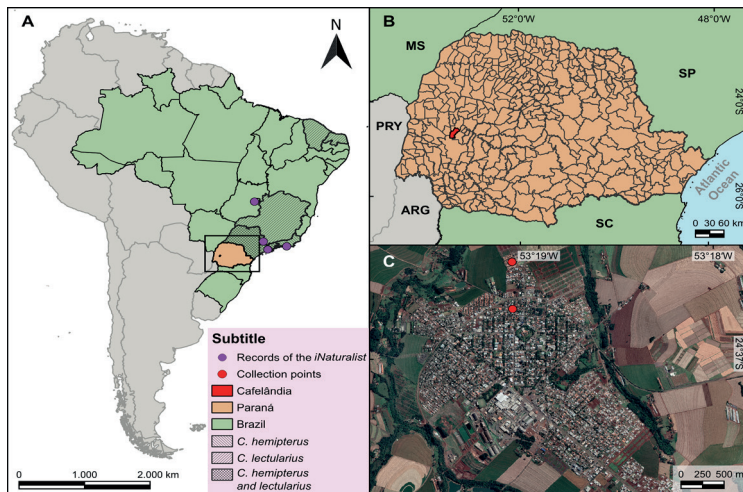 A
N
Subtitle
Records of the iNaturalist
Collection points
Cafelândia
Paraná
Brazil
C. hemipterus
C. lectularius
C. hemipterus
and lectularius
0 1.000 2.000 km
B
52°0'W 48°0'W
MS
SP
24°0'S
PRY
Atlantic
Ocean
26°0'S
ARG
SC
0 30 60 km
C
53°19'W 53°18'W
24°37'S
0 250 500 m